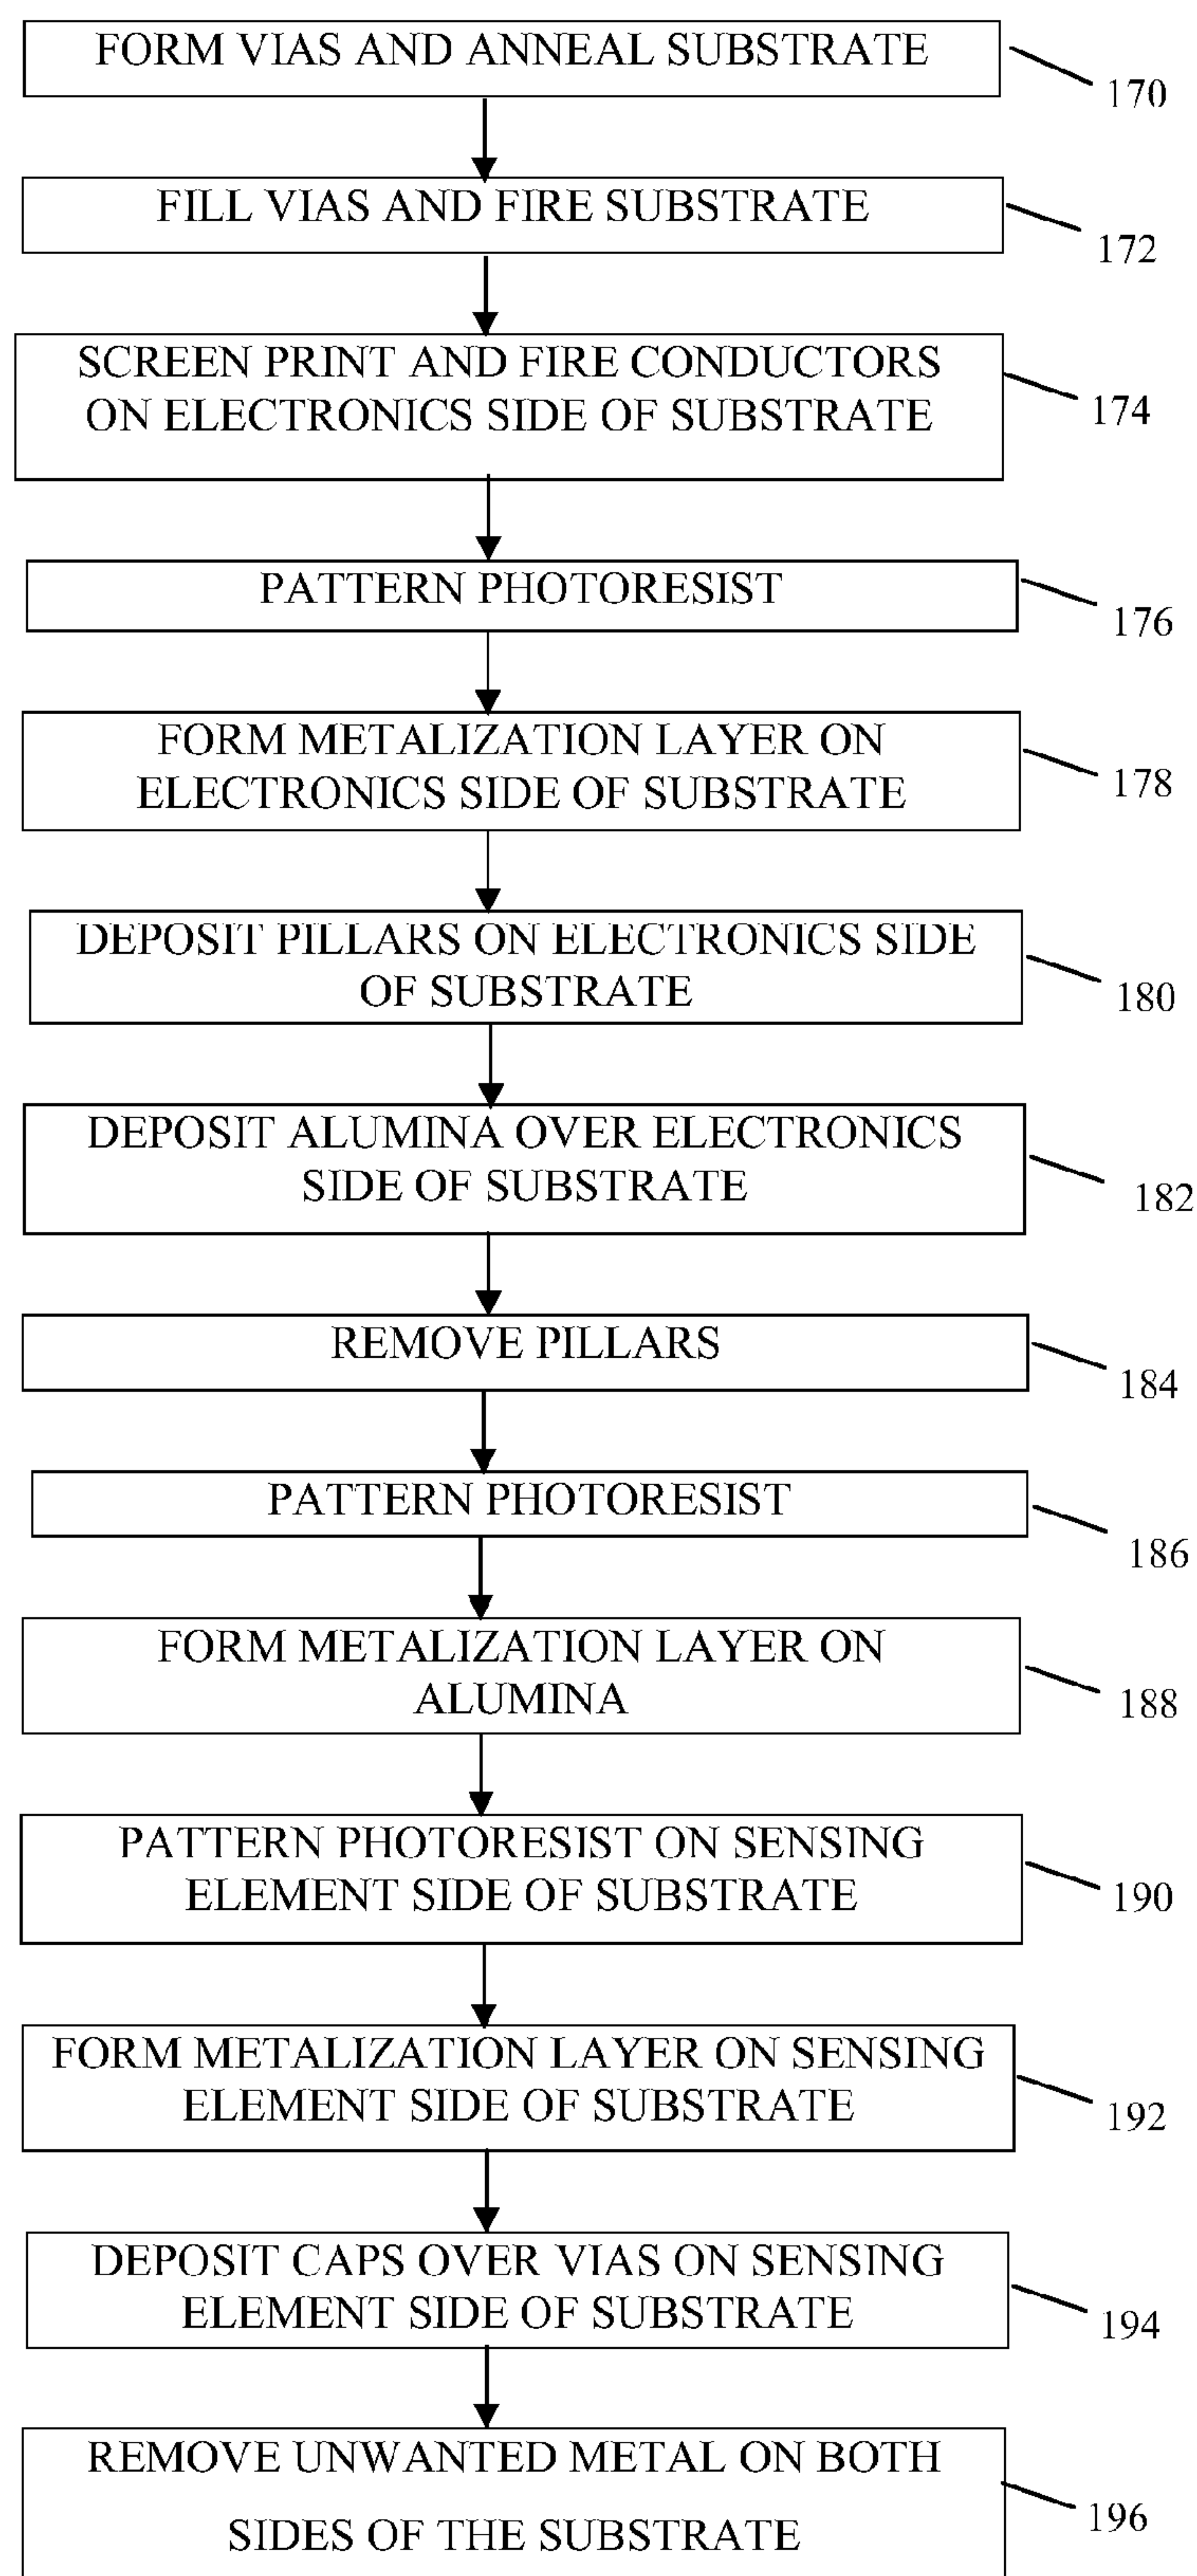 FORM VIAS AND ANNEAL SUBSTRATE
170
FILL VIAS AND FIRE SUBSTRATE
172
SCREEN PRINT AND FIRE CONDUCTORS
ON ELECTRONICS SIDE OF SUBSTRATE
174
PATTERN PHOTORESIST
176
FORM METALIZATION LAYER ON
ELECTRONICS SIDE OF SUBSTRATE
178
DEPOSIT PILLARS ON ELECTRONICS SIDE
OF SUBSTRATE
180
DEPOSIT ALUMINA OVER ELECTRONICS
SIDE OF SUBSTRATE
182
REMOVE PILLARS
184
PATTERN PHOTORESIST
186
FORM METALIZATION LAYER ON
ALUMINA
188
PATTERN PHOTORESIST ON SENSING
ELEMENT SIDE OF SUBSTRATE
190
FORM METALIZATION LAYER ON SENSING
ELEMENT SIDE OF SUBSTRATE
192
DEPOSIT CAPS OVER VIAS ON SENSING
ELEMENT SIDE OF SUBSTRATE
194
REMOVE UNWANTED METAL ON BOTH
SIDES OF THE SUBSTRATE
196